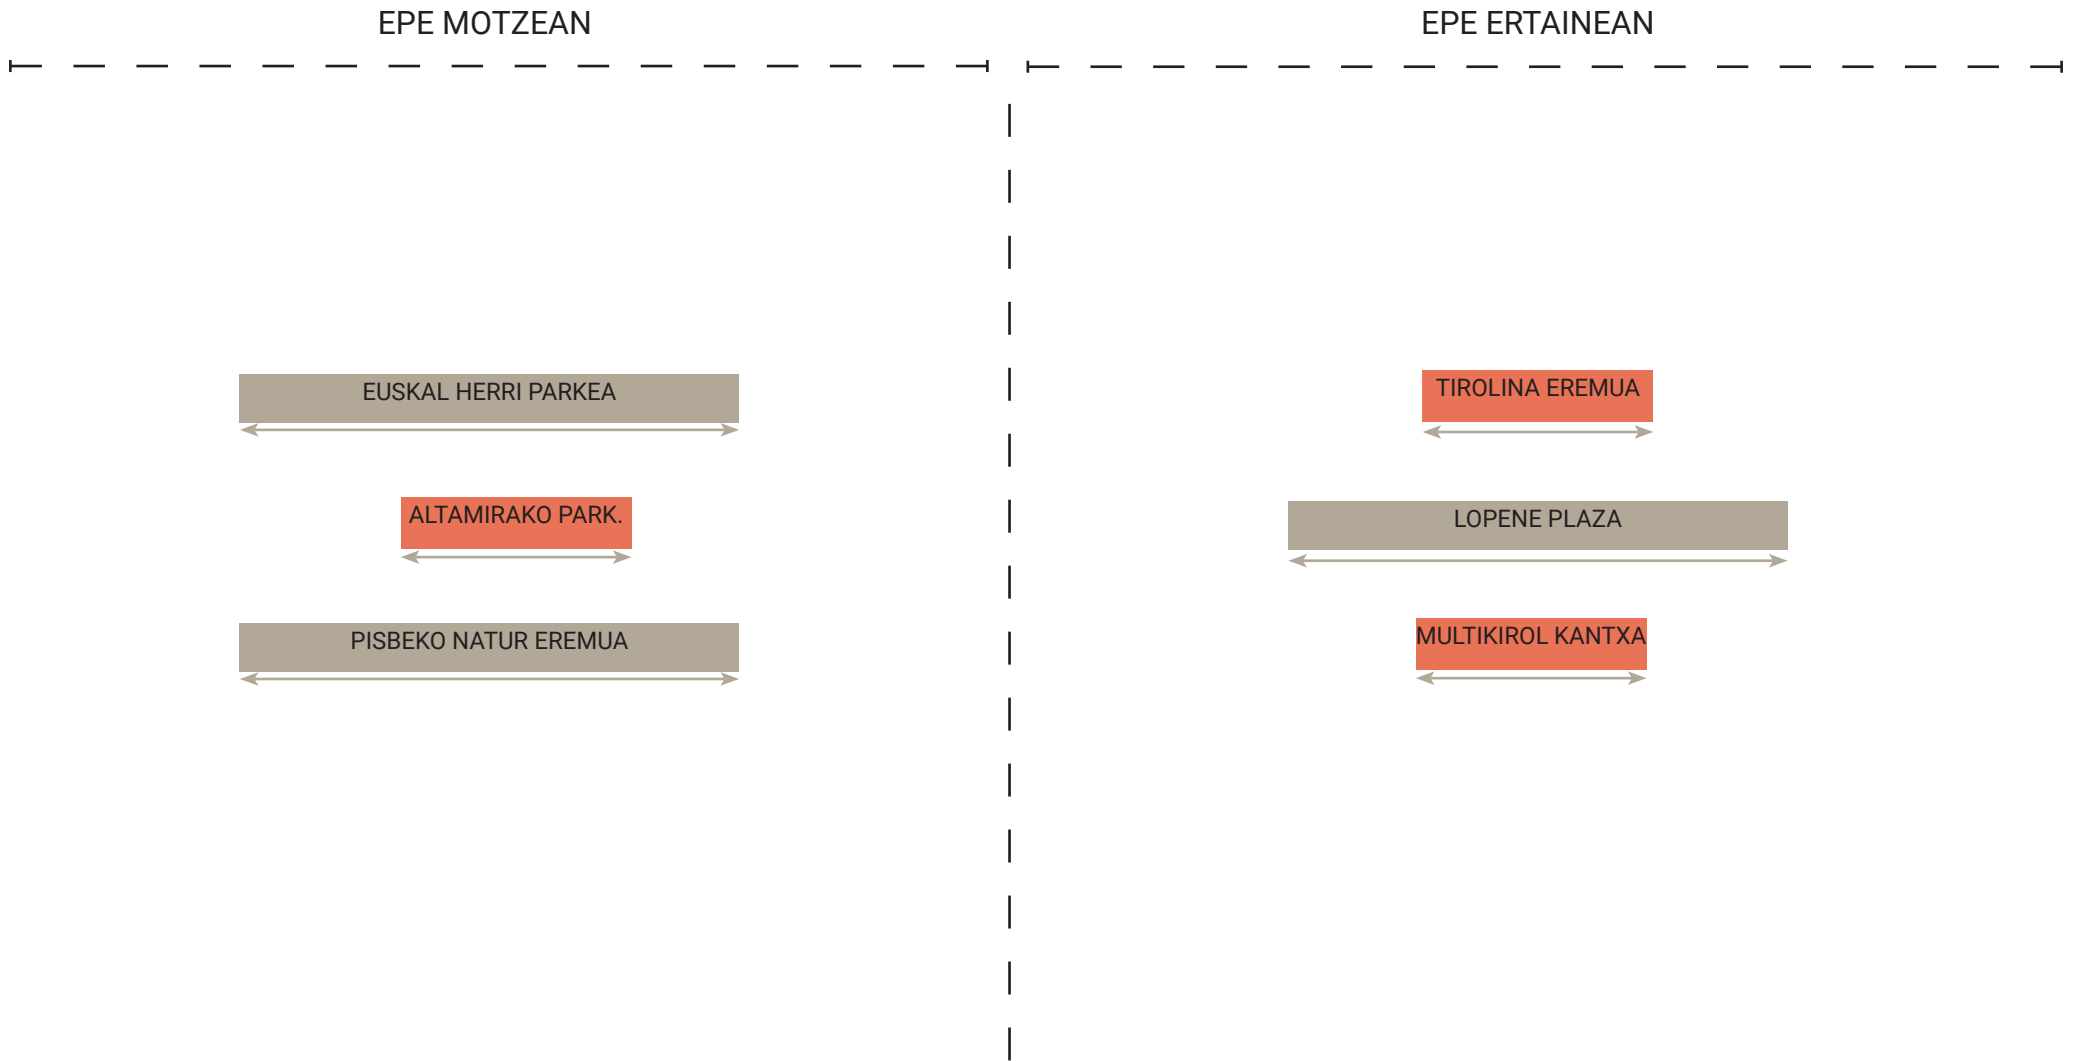 EPE MOTZEAN
EUSKAL HERRI PARKEA
ALTAMIRAKO PARK.
PISBEKO NATUR EREMUA
EPE ERTAINEAN
TIROLINA EREMUA
LOPENE PLAZA
MULTIKIROL KANTXA